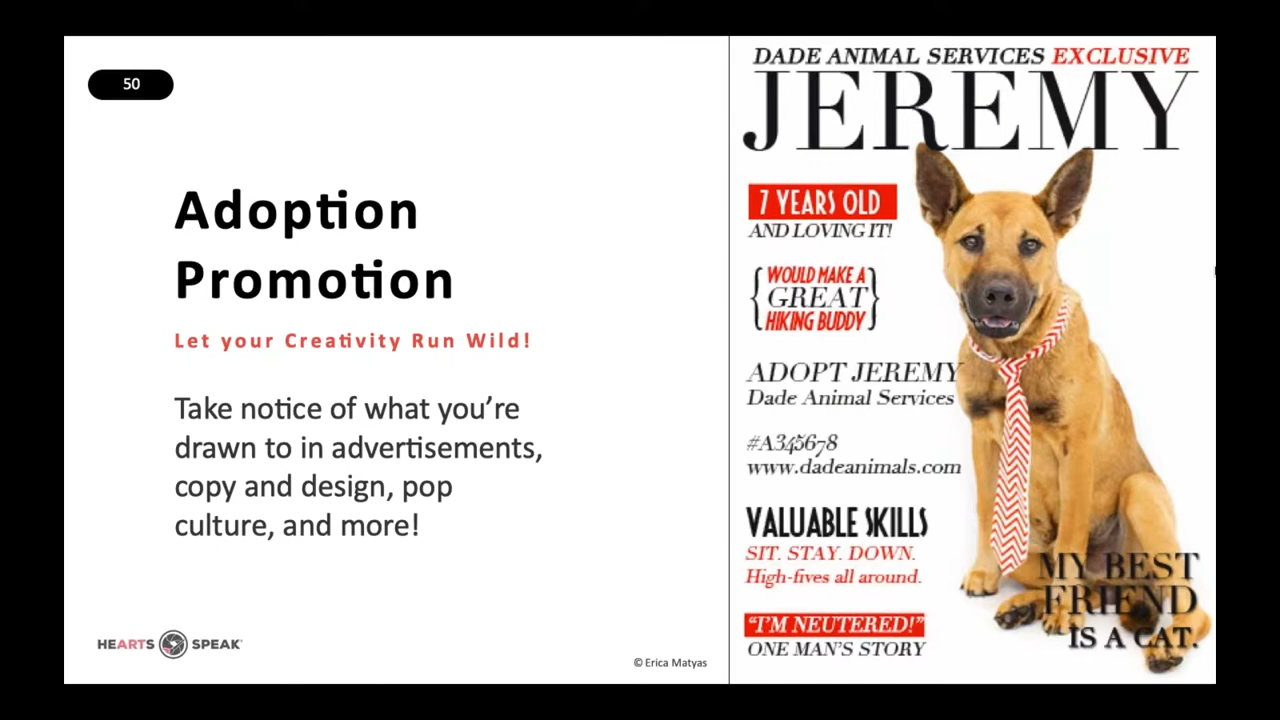 50
Adoption
Promotion
Let your Creativity Run Wild!
Take notice of what you’re
drawn to in advertisements,
copy and design, pop
culture, and more!
HEARTS SPEAK
© Erica Matyas
DADE ANIMAL SERVICES EXCLUSIVE
JEREMY
7 YEARS OLD
AND LOVING IT!
{WOULD MAKE A
GREAT
HIKING BUDDY}
ADOPT JEREMY
Dade Animal Services
#A345678
www.dadeanimals.com
VALUABLE SKILLS
SIT. STAY. DOWN.
High-fives all around.
“I’M NEUTERED!”
ONE MAN’S STORY
MY BEST
FRIEND
IS A CAT.